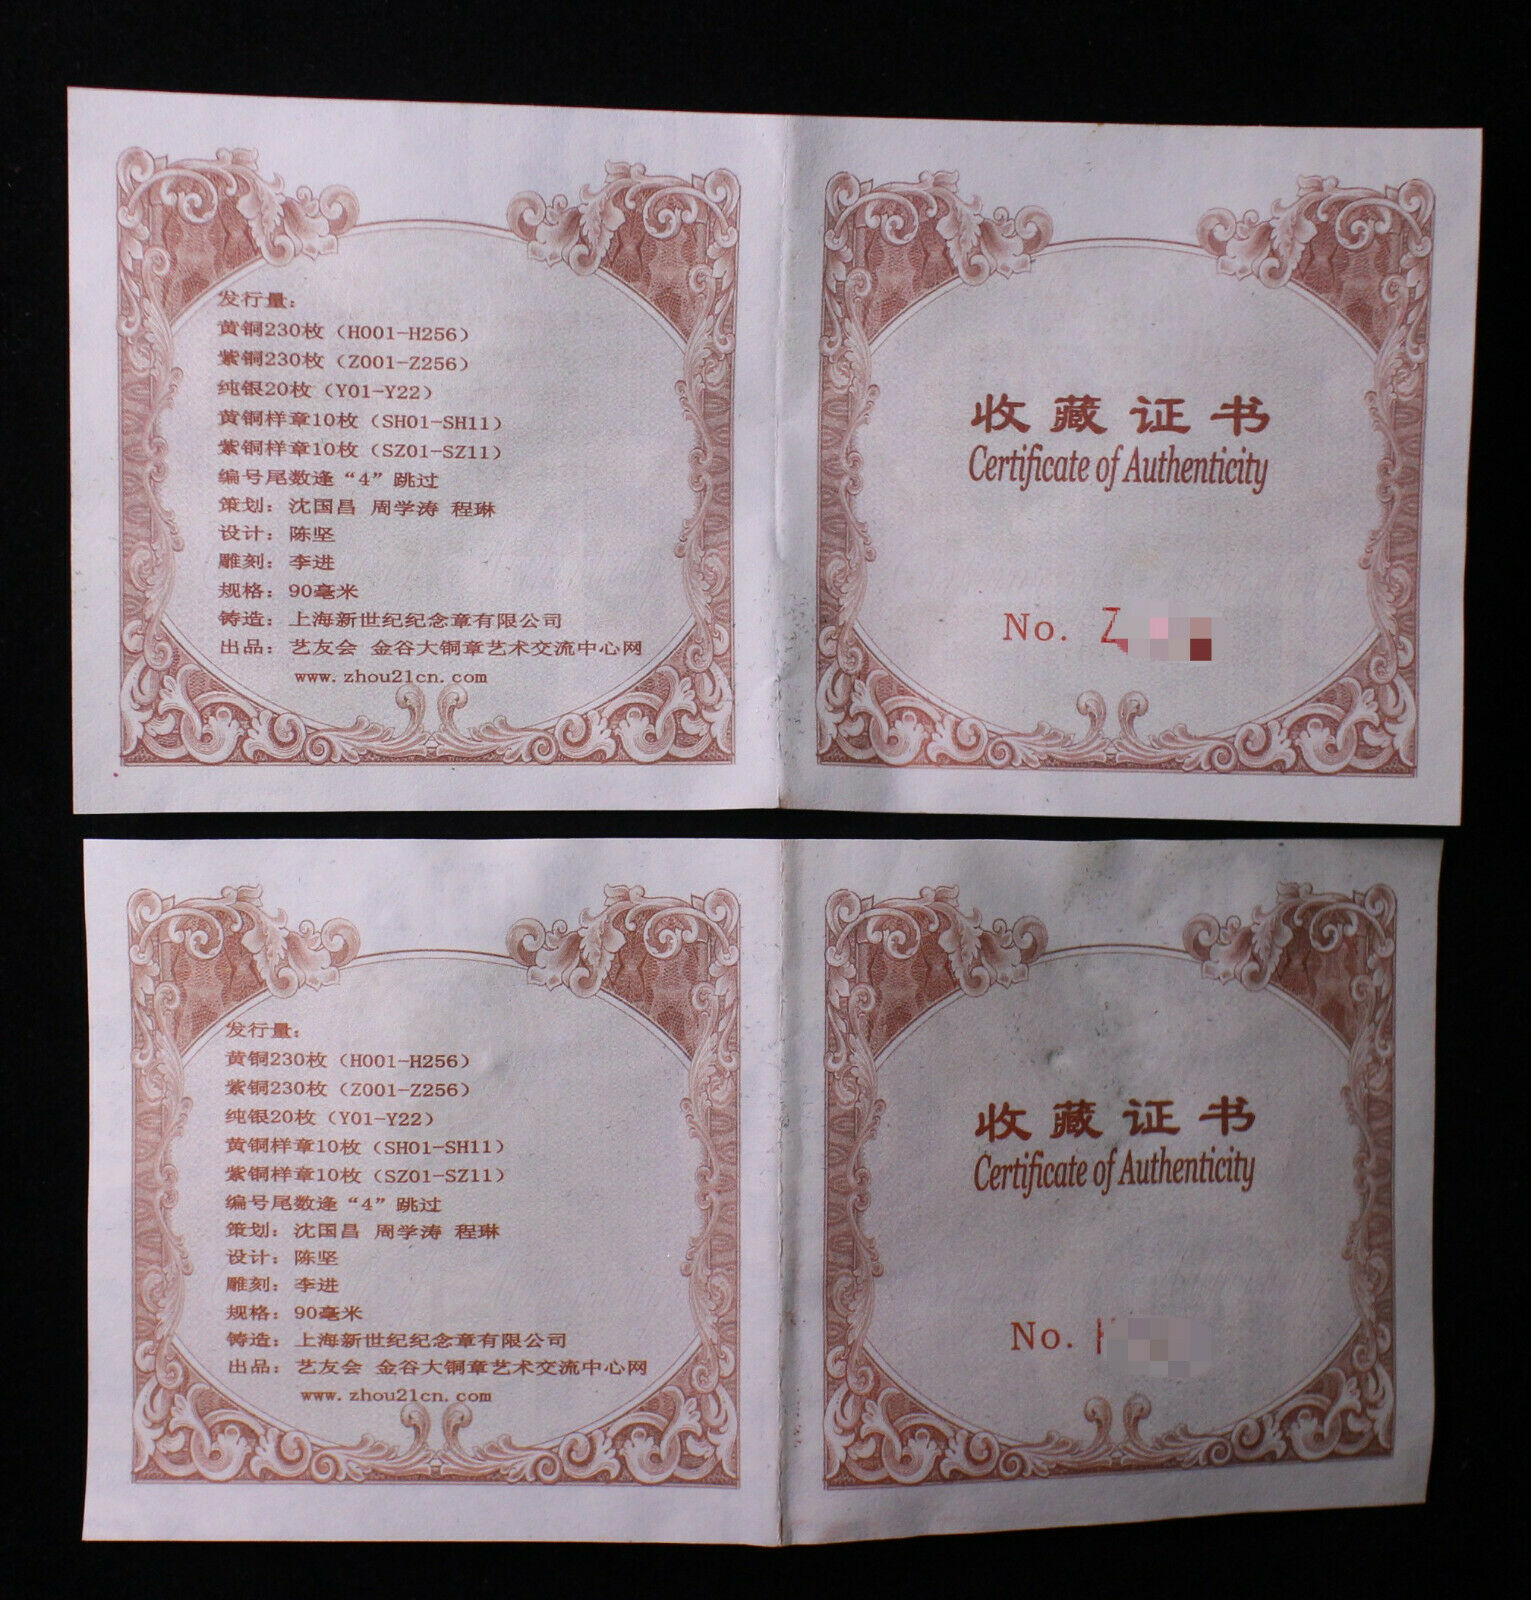 发行量：
黄铜230枚（H001-H256）
紫铜230枚（Z001-Z256）
纯银20枚（Y01-Y22）
黄铜样章10枚（SH01-SH11）
紫铜样章10枚（SZ01-SZ11）
编号尾数逢“4”跳过
策划：沈国昌 周学涛 程琳
设计：陈坚
雕刻：李进
规格：90毫米
铸造：上海新世纪纪念章有限公司
出品：艺友会 金谷大铜章艺术交流中心网
www.zhou21cn.com
收藏证书
Certificate of Authenticity
No. Z
发行量：
黄铜230枚（H001-H256）
紫铜230枚（Z001-Z256）
纯银20枚（Y01-Y22）
黄铜样章10枚（SH01-SH11）
紫铜样章10枚（SZ01-SZ11）
编号尾数逢“4”跳过
策划：沈国昌 周学涛 程琳
设计：陈坚
雕刻：李进
规格：90毫米
铸造：上海新世纪纪念章有限公司
出品：艺友会 金谷大铜章艺术交流中心网
www.zhou21cn.com
收藏证书
Certificate of Authenticity
No.